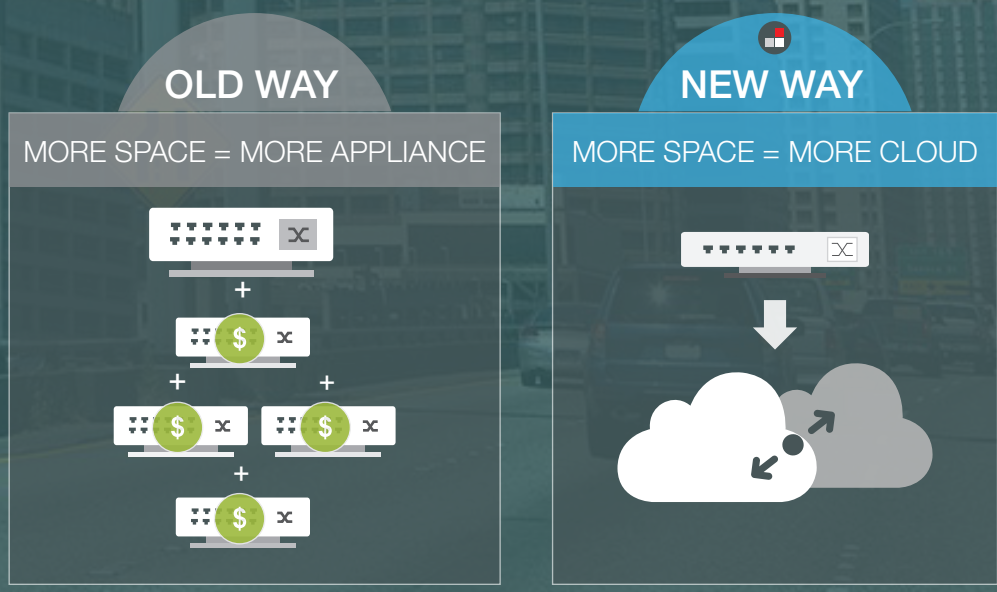 OLD WAY
MORE SPACE = MORE APPLIANCE
+
$
+ +
$ $
+
$
NEW WAY
MORE SPACE = MORE CLOUD